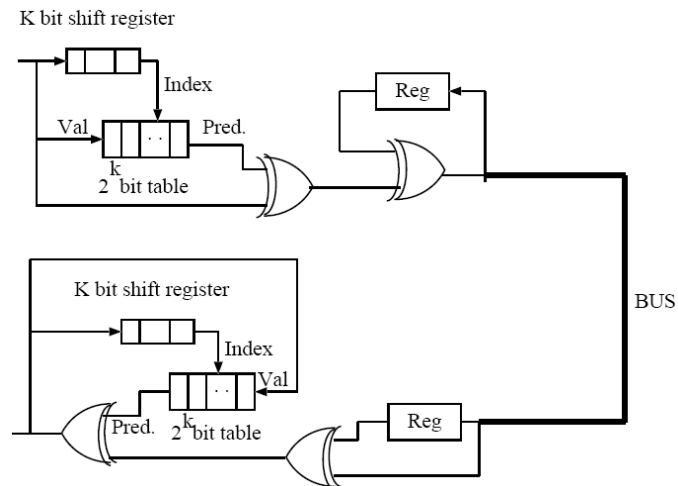 K bit shift register
Index
Reg
Val
Pred.
. .
2^k bit table
K bit shift register
BUS
Index
Val
. .
Reg
Pred.
2^k bit table